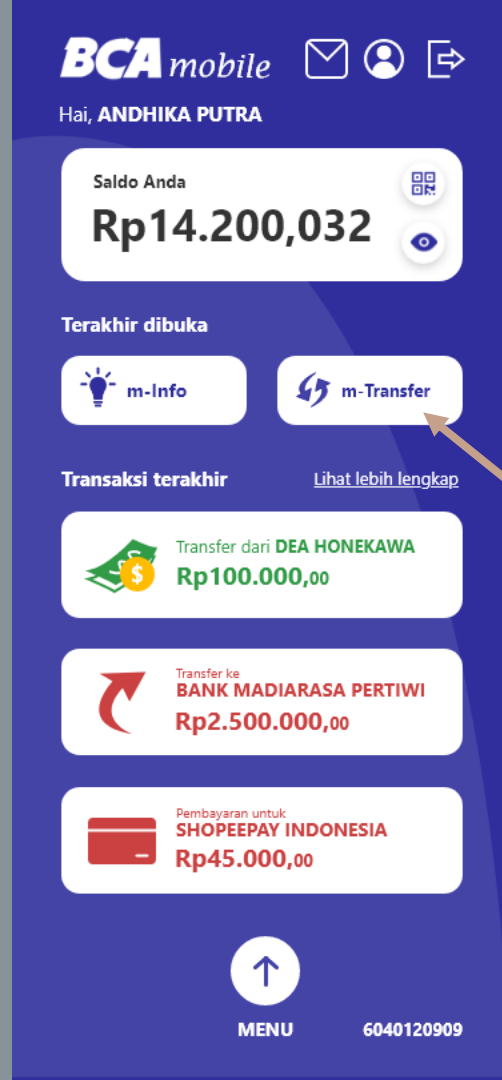 BCA mobile
Hai, ANDHIKA PUTRA
Saldo Anda
Rp14.200,032
Terakhir dibuka
m-Info
m-Transfer
Transaksi terakhir
Lihat lebih lengkap
Transfer dari DEA HONEKAWA
Rp100.000,00
Transfer ke
BANK MADIARASA PERTIWI
Rp2.500.000,00
Pembayaran untuk
SHOPEEPAY INDONESIA
Rp45.000,00
MENU
6040120909